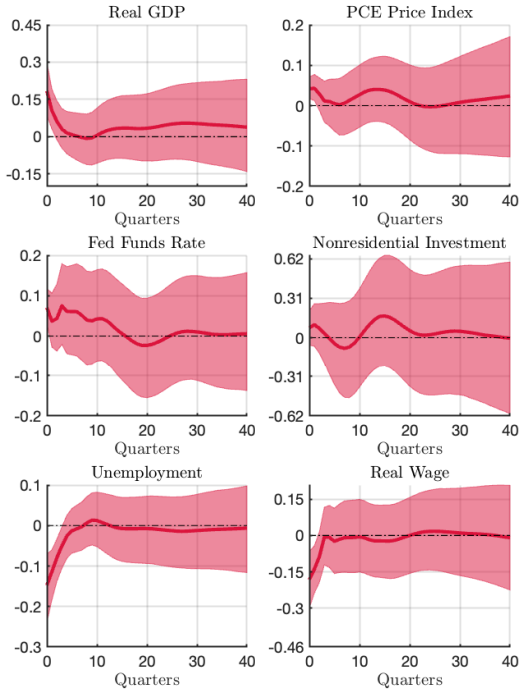 Real GDP
0.45
0.15
0
-0.15
0 10 20 30 40
Quarters
PCE Price Index
0.2
0.1
0
-0.1
-0.2
0 10 20 30 40
Quarters
Fed Funds Rate
0.2
0.1
0
-0.1
-0.2
0 10 20 30 40
Quarters
Nonresidential Investment
0.62
0.31
0
-0.31
-0.62
0 10 20 30 40
Quarters
Unemployment
0.1
0
-0.1
-0.2
-0.3
0 10 20 30 40
Quarters
Real Wage
0.15
0
-0.15
-0.3
-0.46
0 10 20 30 40
Quarters